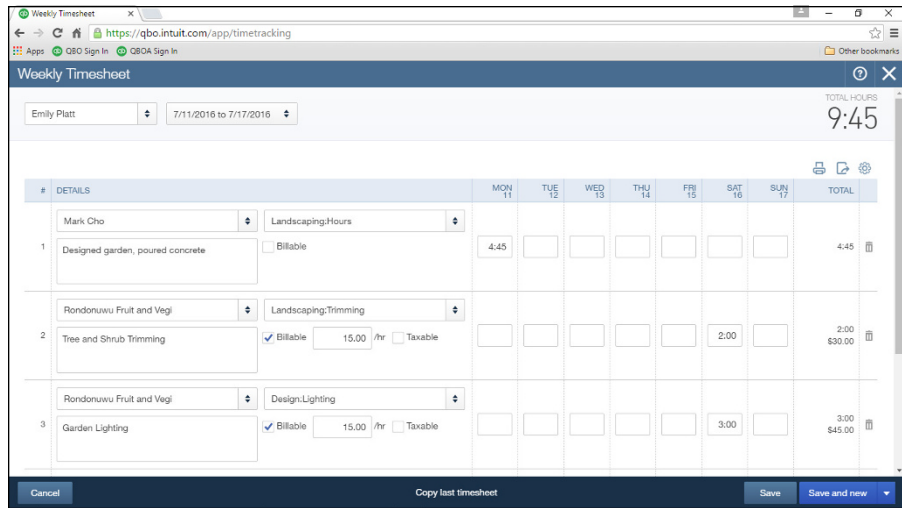 Weekly Timesheet
https://qbo.intuit.com/app/timetracking
Apps QBO Sign In QBOA Sign In Other bookmarks
Weekly Timesheet
TOTAL HOURS
Emily Platt 7/11/2016 to 7/17/2016 9:45
# DETAILS MON 11 TUE 12 WED 13 THU 14 FRI 15 SAT 16 SUN 17 TOTAL
Mark Cho Landscaping:Hours
1 Designed garden, poured concrete Billable 4:45 4:45
Rondonuwu Fruit and Vegi Landscaping:Trimming
2 Tree and Shrub Trimming Billable 15.00 /hr Taxable 2:00 2:00
$30.00
Rondonuwu Fruit and Vegi Design:Lighting
3 Garden Lighting Billable 15.00 /hr Taxable 3:00 3:00
$45.00
Cancel Copy last timesheet Save Save and new